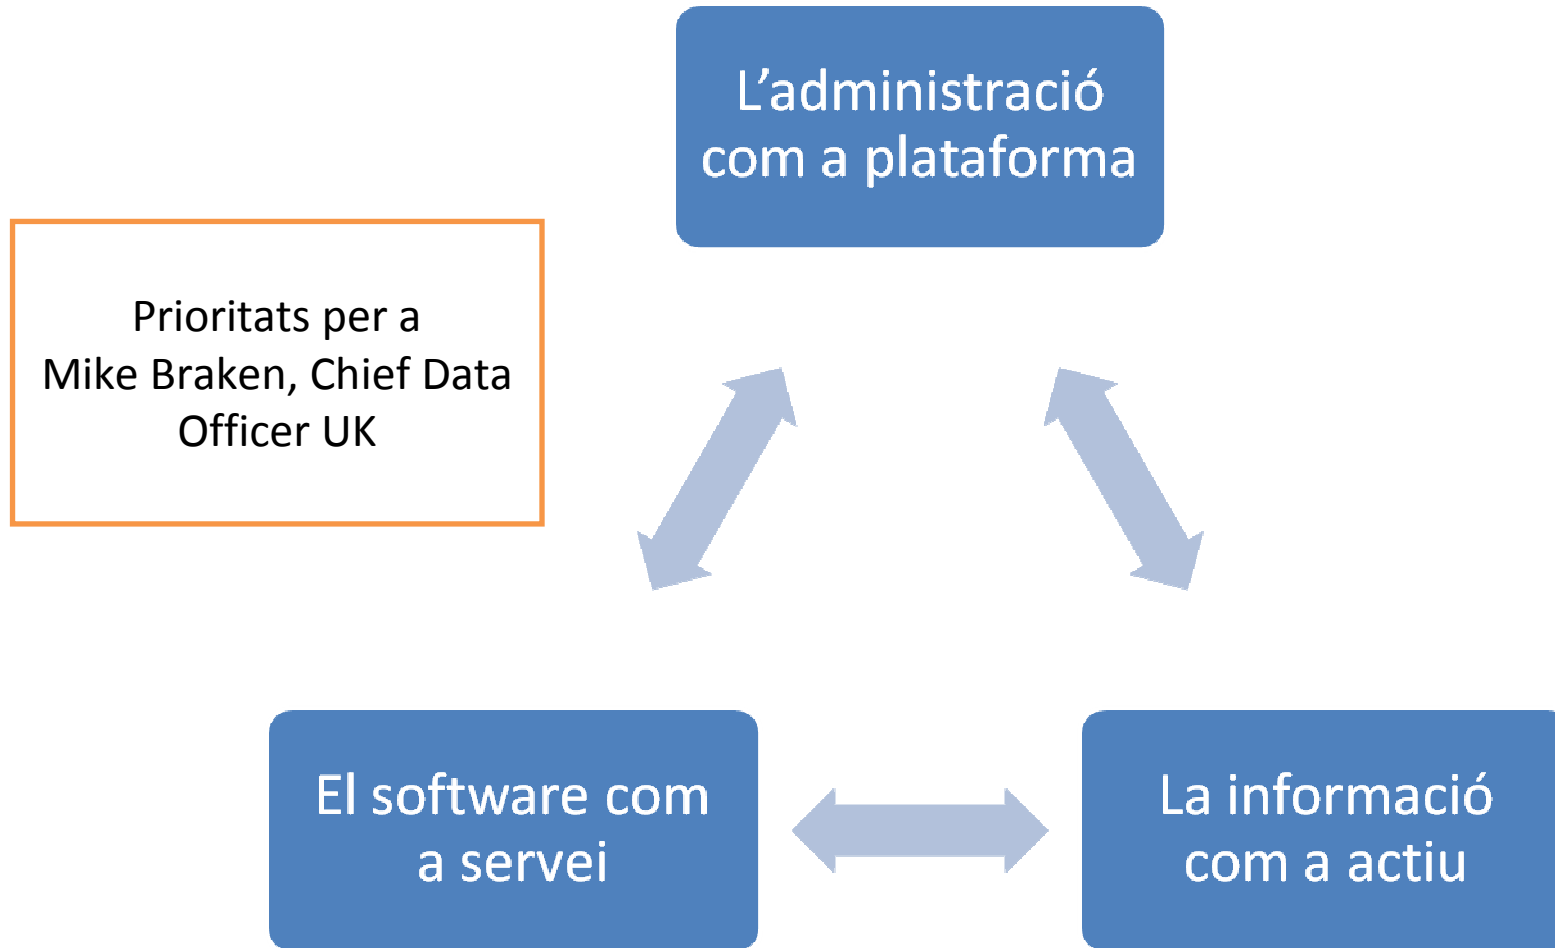 L’administració
com a plataforma
Prioritats per a
Mike Braken, Chief Data
Officer UK
El software com
a servei
La informació
com a actiu